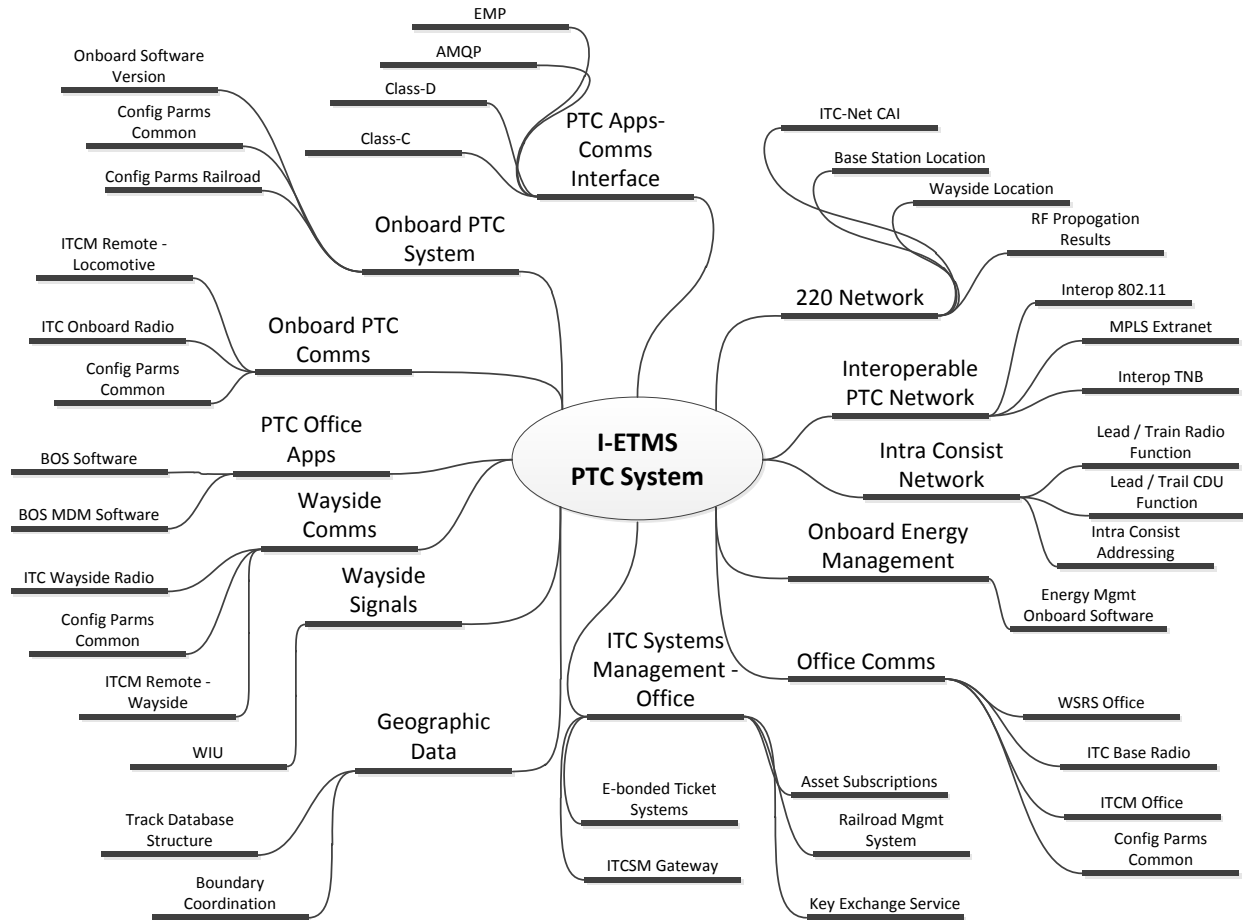 EMP
AMQP
Class-D
Class-C
PTC Apps-
Comms
Interface
Onboard Software
Version
Config Parms
Common
Config Parms Railroad
Onboard PTC
System
ITCM Remote -
Locomotive
ITC Onboard Radio
Config Parms
Common
Onboard PTC
Comms
BOS Software
BOS MDM Software
PTC Office
Apps
ITC Wayside Radio
Config Parms
Common
ITCM Remote -
Wayside
Wayside
Comms
WIU
Wayside
Signals
Track Database
Structure
Boundary
Coordination
Geographic
Data
I-ETMS
PTC System
ITC-Net CAI
Base Station Location
Wayside Location
RF Propogation
Results
220 Network
Interop 802.11
MPLS Extranet
Interop TNB
Interoperable
PTC Network
Lead / Train Radio
Function
Lead / Trail CDU
Function
Intra Consist
Addressing
Intra Consist
Network
Onboard Energy
Management
Energy Mgmt
Onboard Software
Office Comms
WSRS Office
ITC Base Radio
ITCM Office
Config Parms
Common
ITC Systems
Management -
Office
E-bonded Ticket
Systems
ITCSM Gateway
Asset Subscriptions
Railroad Mgmt
System
Key Exchange Service